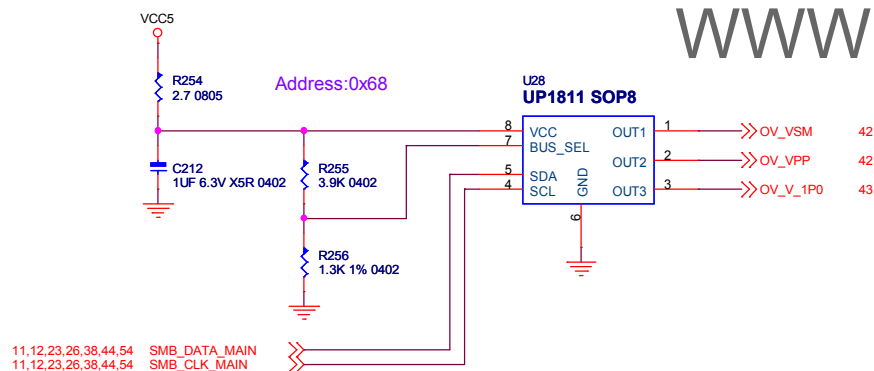 WWW
VCC5
R254
2.7 0805
Address:0x68
U28
UP1811 SOP8
8 VCC OUT1 1 OV_VSM 42
7 BUS_SEL
OUT2 2 OV_VPP 42
5 SDA
4 SCL GND OUT3 3 OV_V_1P0 43
6
C212
1UF 6.3V X5R 0402
R255
3.9K 0402
R256
1.3K 1% 0402
11,12,23,26,38,44,54 SMB_DATA_MAIN
11,12,23,26,38,44,54 SMB_CLK_MAIN